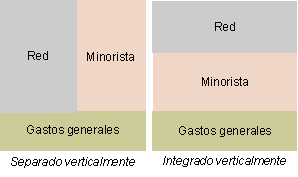 Red
Minorista
Gastos generales
Separado verticalmente
Red
Minorista
Gastos generales
Integrado verticalmente